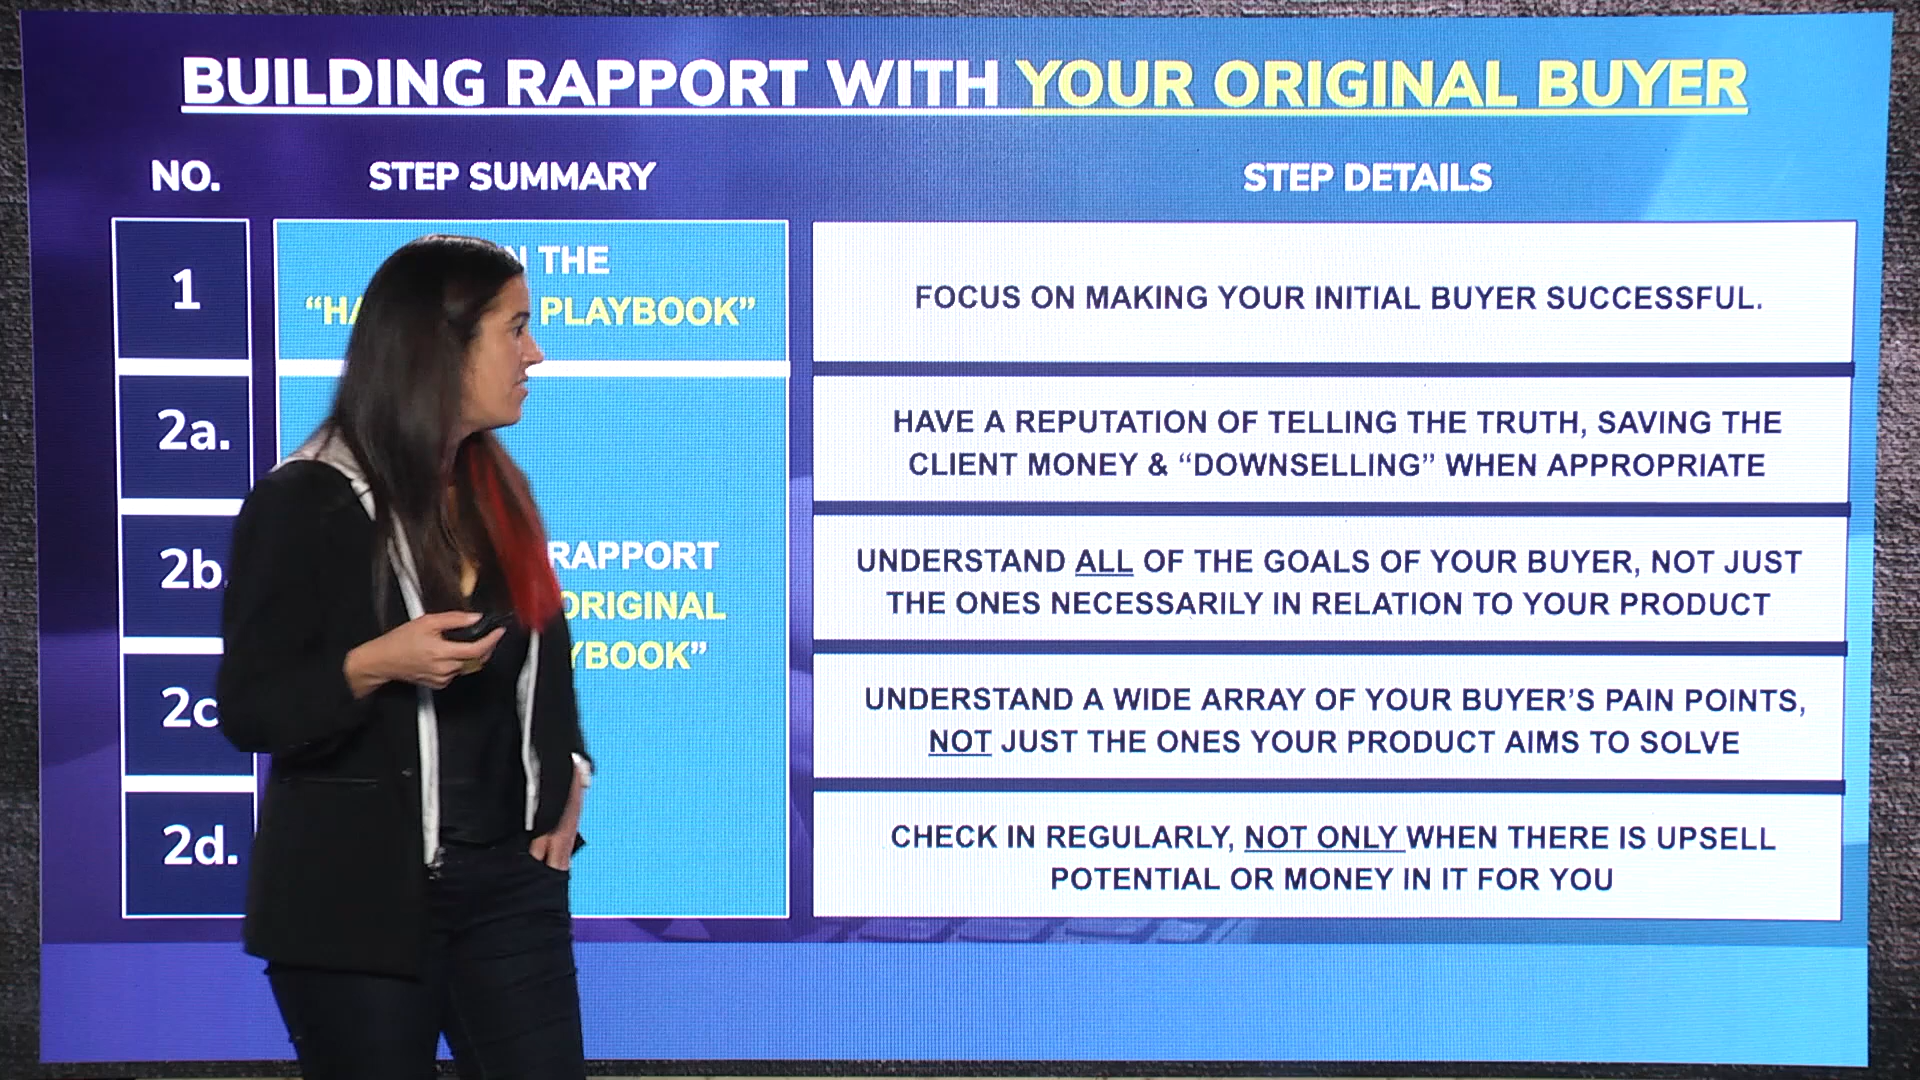 BUILDING RAPPORT WITH YOUR ORIGINAL BUYER
NO. STEP SUMMARY STEP DETAILS
1
THE
PLAYBOOK”
FOCUS ON MAKING YOUR INITIAL BUYER SUCCESSFUL.
2a.
HAVE A REPUTATION OF TELLING THE TRUTH, SAVING THE
CLIENT MONEY & “DOWNSELLING” WHEN APPROPRIATE
2b.
RAPPORT
ORIGINAL
UNDERSTAND ALL OF THE GOALS OF YOUR BUYER, NOT JUST
THE ONES NECESSARILY IN RELATION TO YOUR PRODUCT
2c
UNDERSTAND A WIDE ARRAY OF YOUR BUYER’S PAIN POINTS,
NOT JUST THE ONES YOUR PRODUCT AIMS TO SOLVE
2d.
CHECK IN REGULARLY, NOT ONLY WHEN THERE IS UPSELL
POTENTIAL OR MONEY IN IT FOR YOU